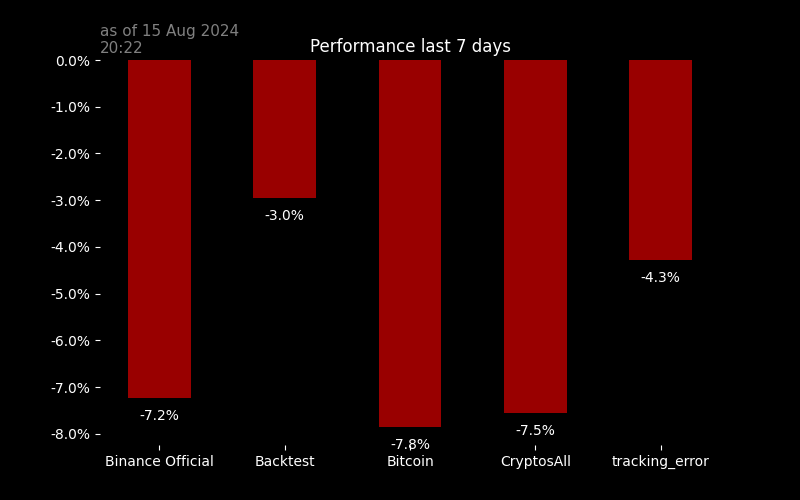 as of 15 Aug 2024
20:22
Performance last 7 days
0.0%
-1.0%
-2.0%
-3.0%
-4.0%
-5.0%
-6.0%
-7.0%
-8.0%
-7.2%
-3.0%
-7.8%
-7.5%
-4.3%
Binance Official
Backtest
Bitcoin
CryptosAll
tracking_error